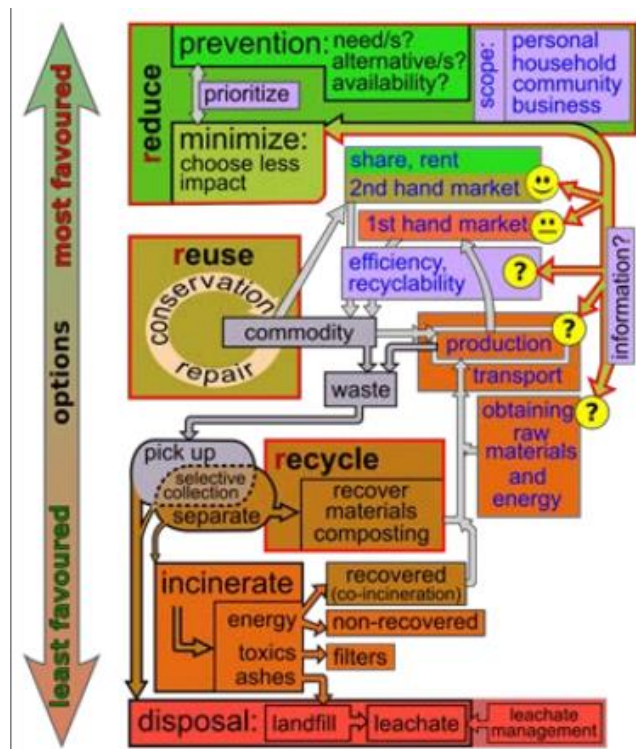 prevention: need/s?
alternative/s?
availability?
scope:
personal
household
community
business
reduce
prioritize
minimize:
choose less
impact
most favoured
options
least favoured
share, rent
2nd hand market
1st hand market
efficiency,
recyclability
?
information?
reuse
conservation
repair
commodity
production
?
transport
waste
obtaining
raw
materials
and
energy
?
pick up
selective
collection
separate
recycle
recover
materials
composting
incinerate
energy
toxics
ashes
recovered
(co-incineration)
non-recovered
filters
disposal:
landfill
leachate
leachate
management